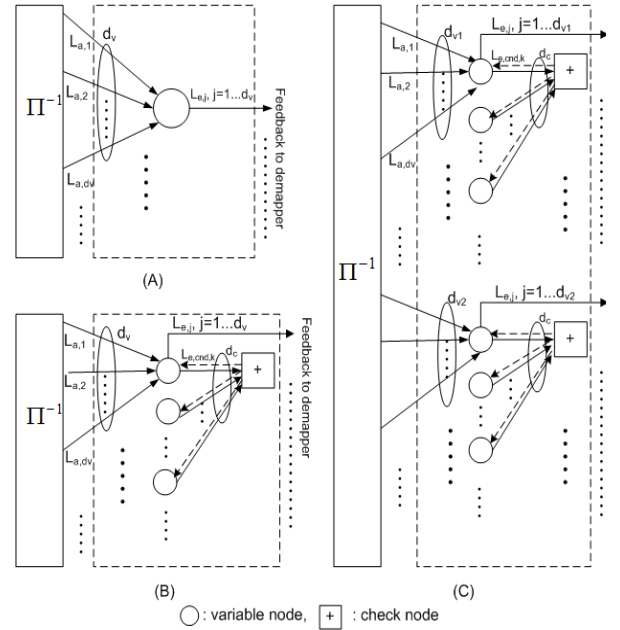 L_{a,1}
d_v
L_{a,2}
Π⁻¹
L_{e,j}, j=1...d_v
L_{a,dv}
Feedback to demapper
(A)
L_{a,1}
d_v
L_{e,j}, j=1...d_v
L_{e,cnd,k}
d_c
L_{a,2}
+
Π⁻¹
L_{a,dv}
Feedback to demapper
(B)
L_{e,j}, j=1...d_{v1}
L_{a,1}
d_{v1}
L_{e,cnd,k}
d_c
L_{a,2}
+
L_{a,dv}
Π⁻¹
d_{v2}
L_{e,j}, j=1...d_{v2}
d_c
+
(C)
: variable node, + : check node